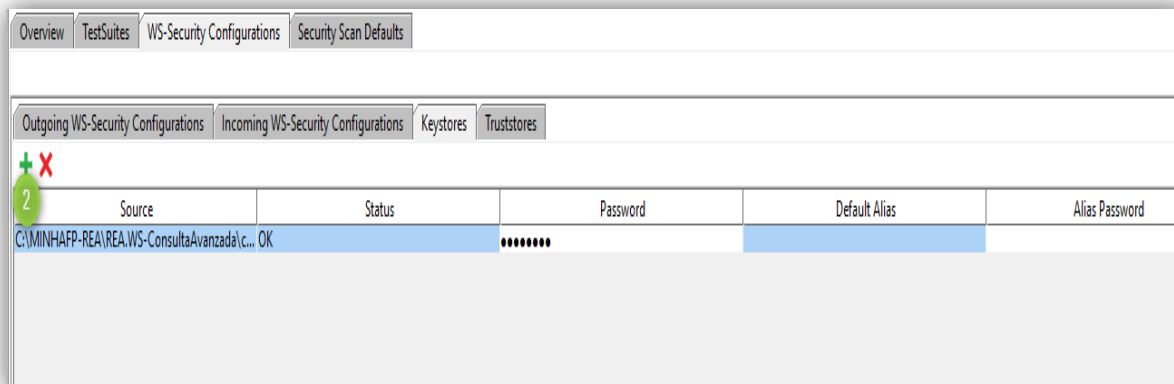 Overview TestSuites WS-Security Configurations Security Scan Defaults
Outgoing WS-Security Configurations Incoming WS-Security Configurations Keystores Truststores
2
Source Status Password Default Alias Alias Password
C:\MINHAFP-REA\REA.WS-ConsultaAvanzada\c... OK ••••••••